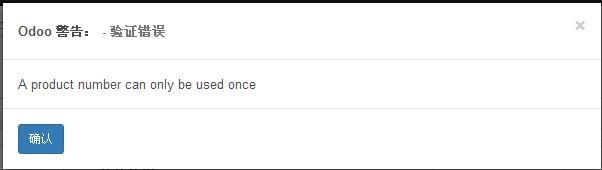 Odoo 警告： - 验证错误 ×
A product number can only be used once
确认